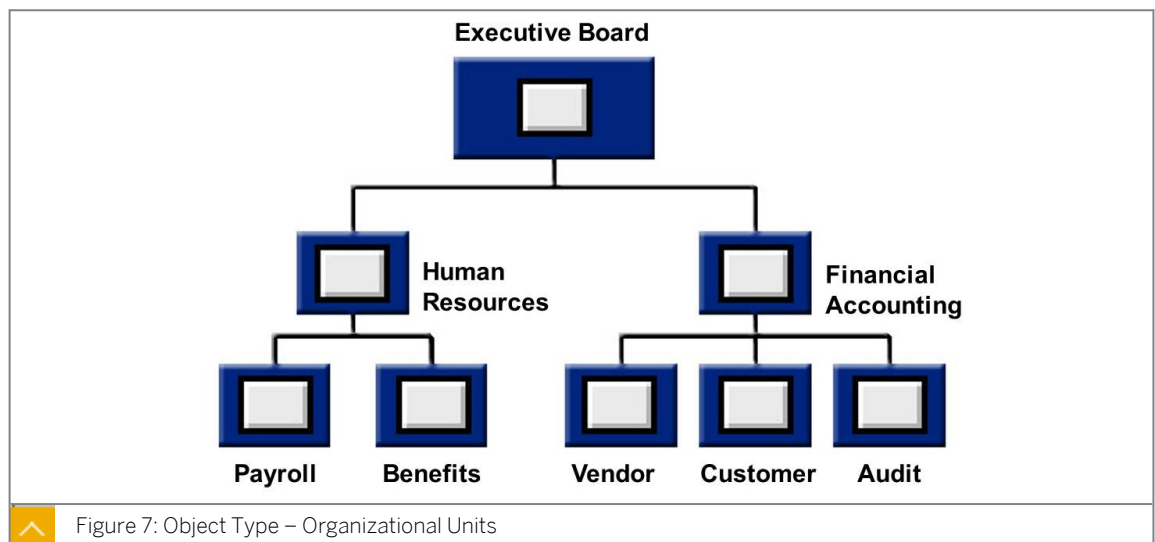 Executive Board
Human
Resources
Financial
Accounting
Payroll
Benefits
Vendor
Customer
Audit
Figure 7: Object Type – Organizational Units